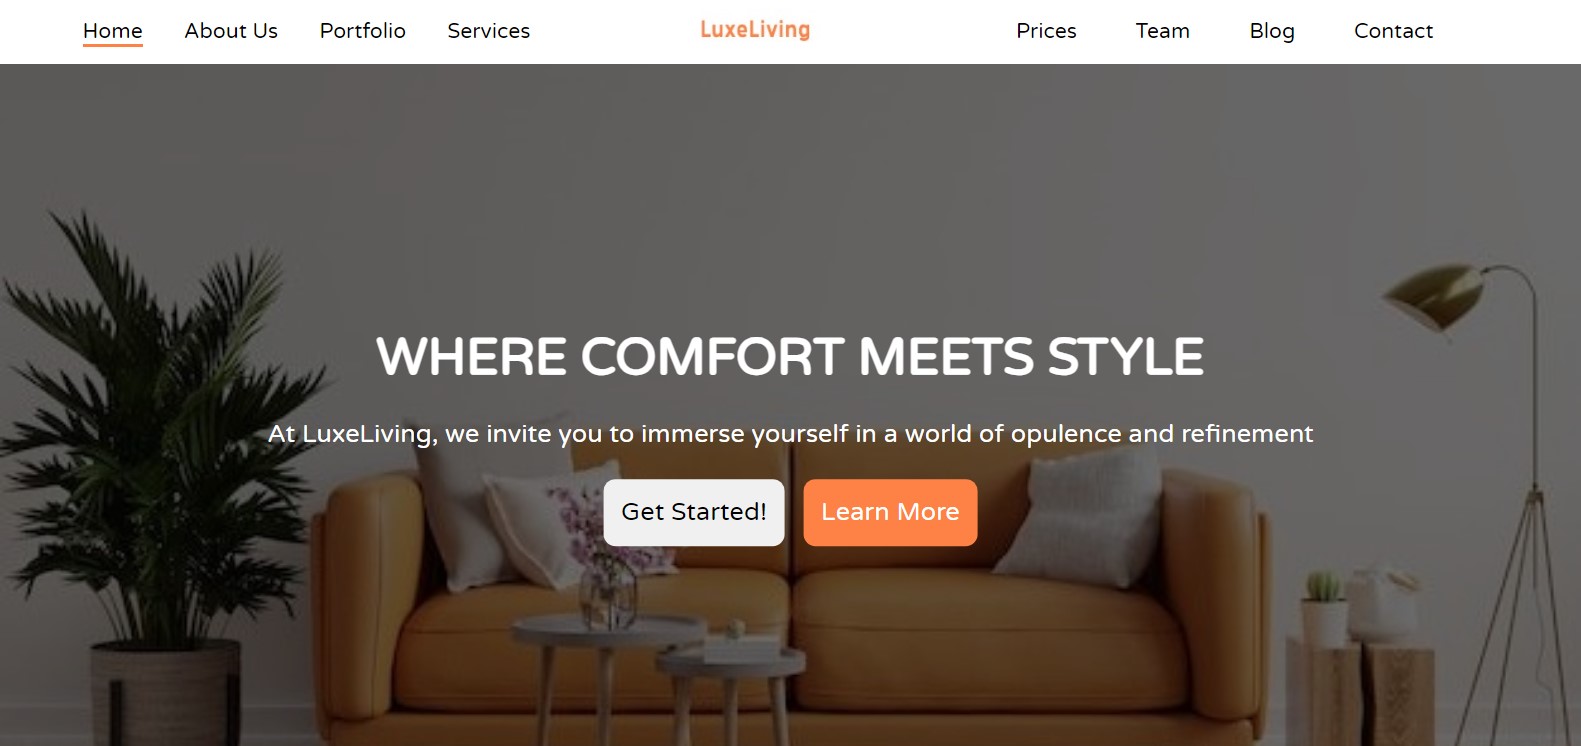 Home About Us Portfolio Services LuxeLiving Prices Team Blog Contact
WHERE COMFORT MEETS STYLE
At LuxeLiving, we invite you to immerse yourself in a world of opulence and refinement
Get Started! Learn More